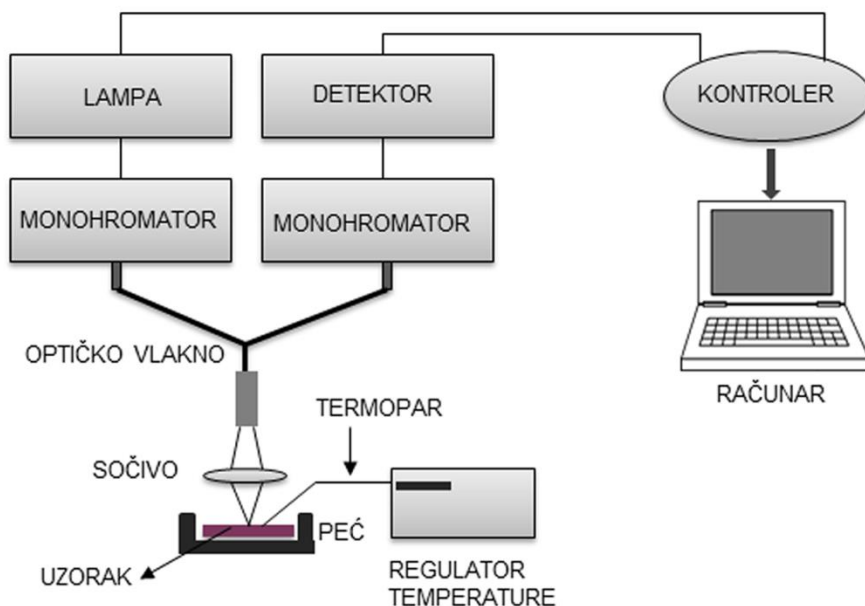 LAMPA
DETEKTOR
KONTROLER
MONOHROMATOR
MONOHROMATOR
OPTIČKO VLAKNO
RAČUNAR
TERMOPAR
SOČIVO
PEĆ
UZORAK
REGULATOR
TEMPERATURE